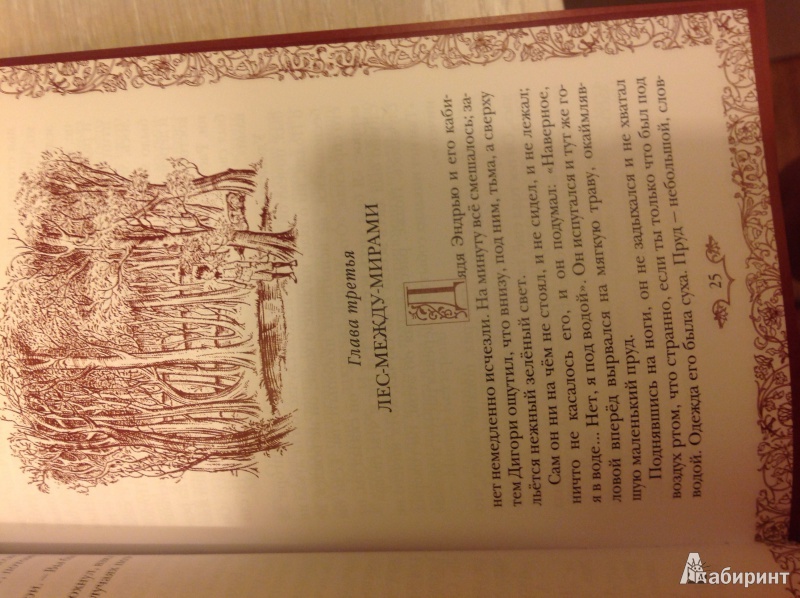 Глава третья
ЛЕС-МЕЖДУ-МИРАМИ
Дядя Эндрью и его каби-
нет немедленно исчезли. На минуту всё смешалось; за-
тем Дигори ощутил, что внизу, под ним, тьма, а сверху
льётся нежный зелёный свет.
Сам он ни на чём не стоял, и не сидел, и не лежал;
ничто не касалось его, и он подумал: «Наверное,
я в воде... Нет, я под водой». Он испугался и тут же го-
ловой вперёд вырвался на мягкую траву, окаймляв-
шую маленький пруд.
Поднявшись на ноги, он не задыхался и не хватал
воздух ртом, что странно, если ты только что был под
водой. Одежда его была суха. Пруд – небольшой, слов-
25
Лабиринт